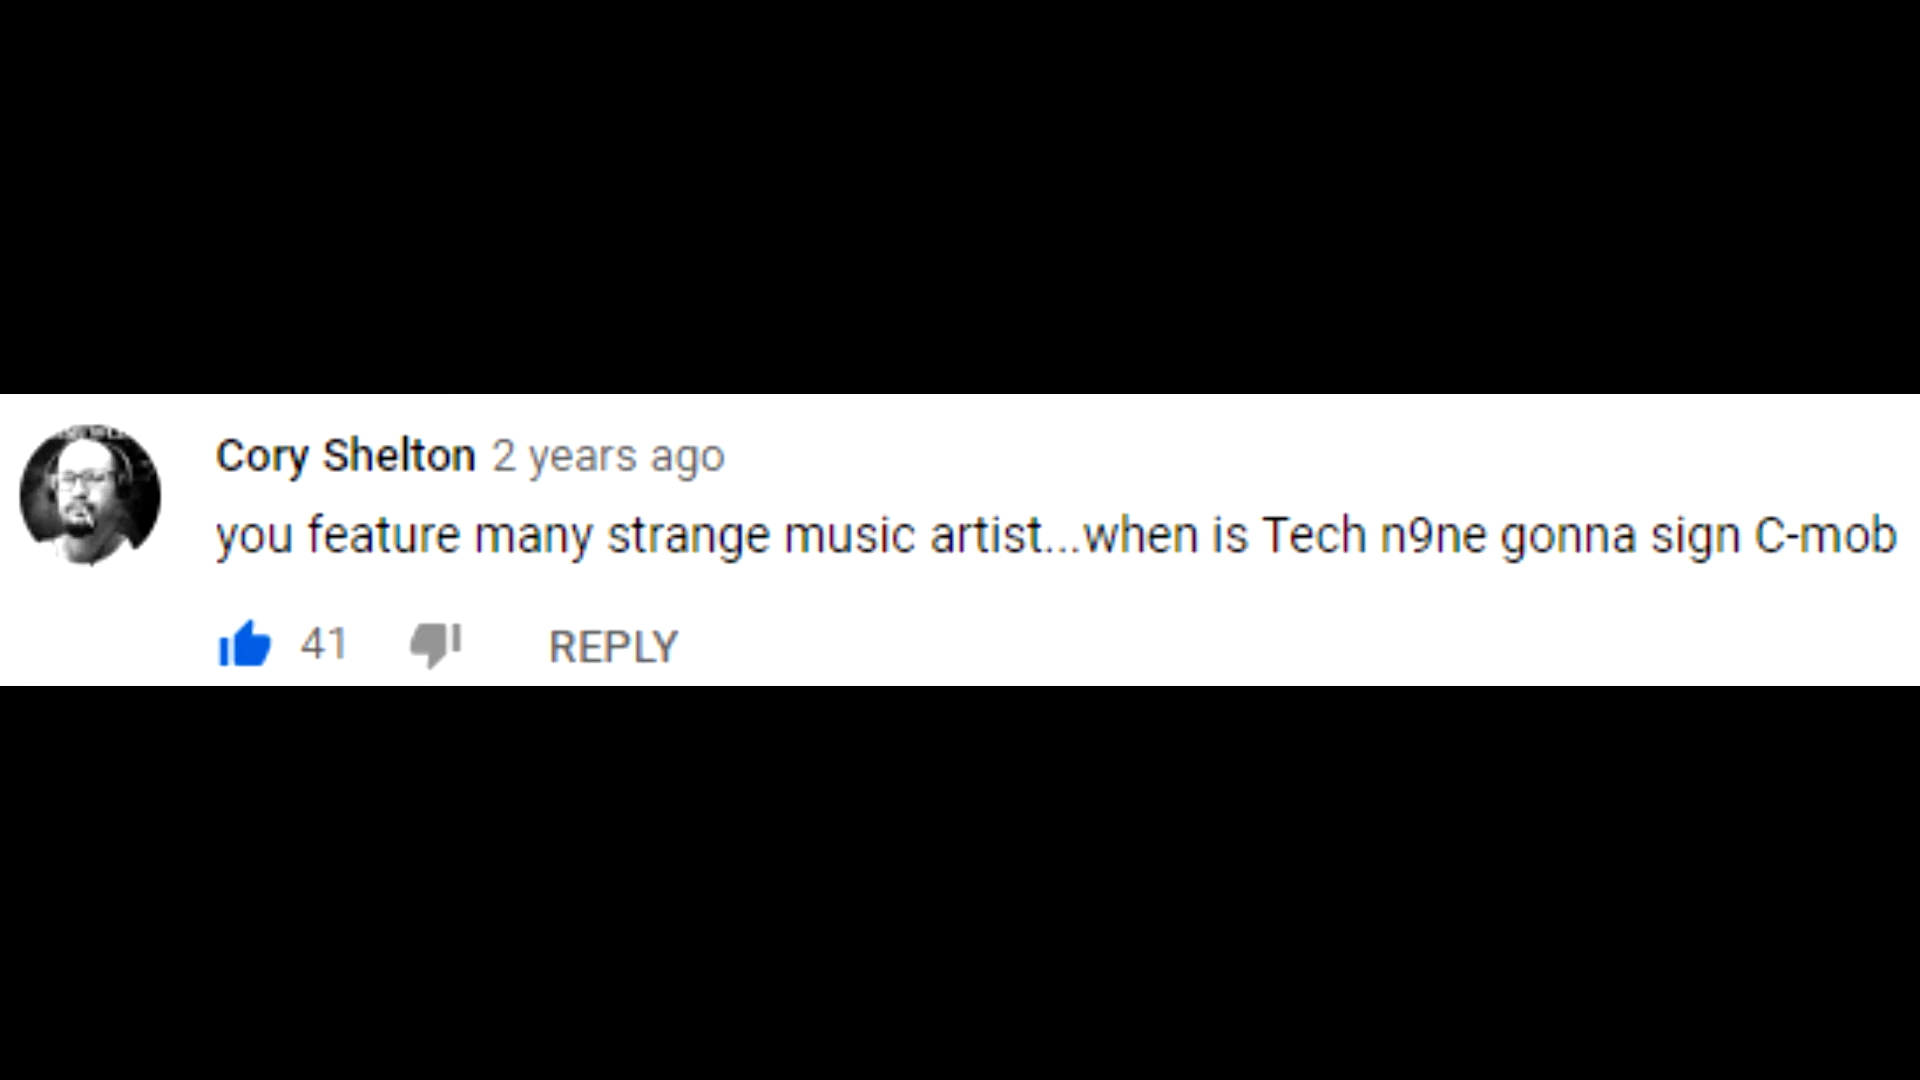 Cory Shelton 2 years ago
you feature many strange music artist...when is Tech n9ne gonna sign C-mob
41 REPLY